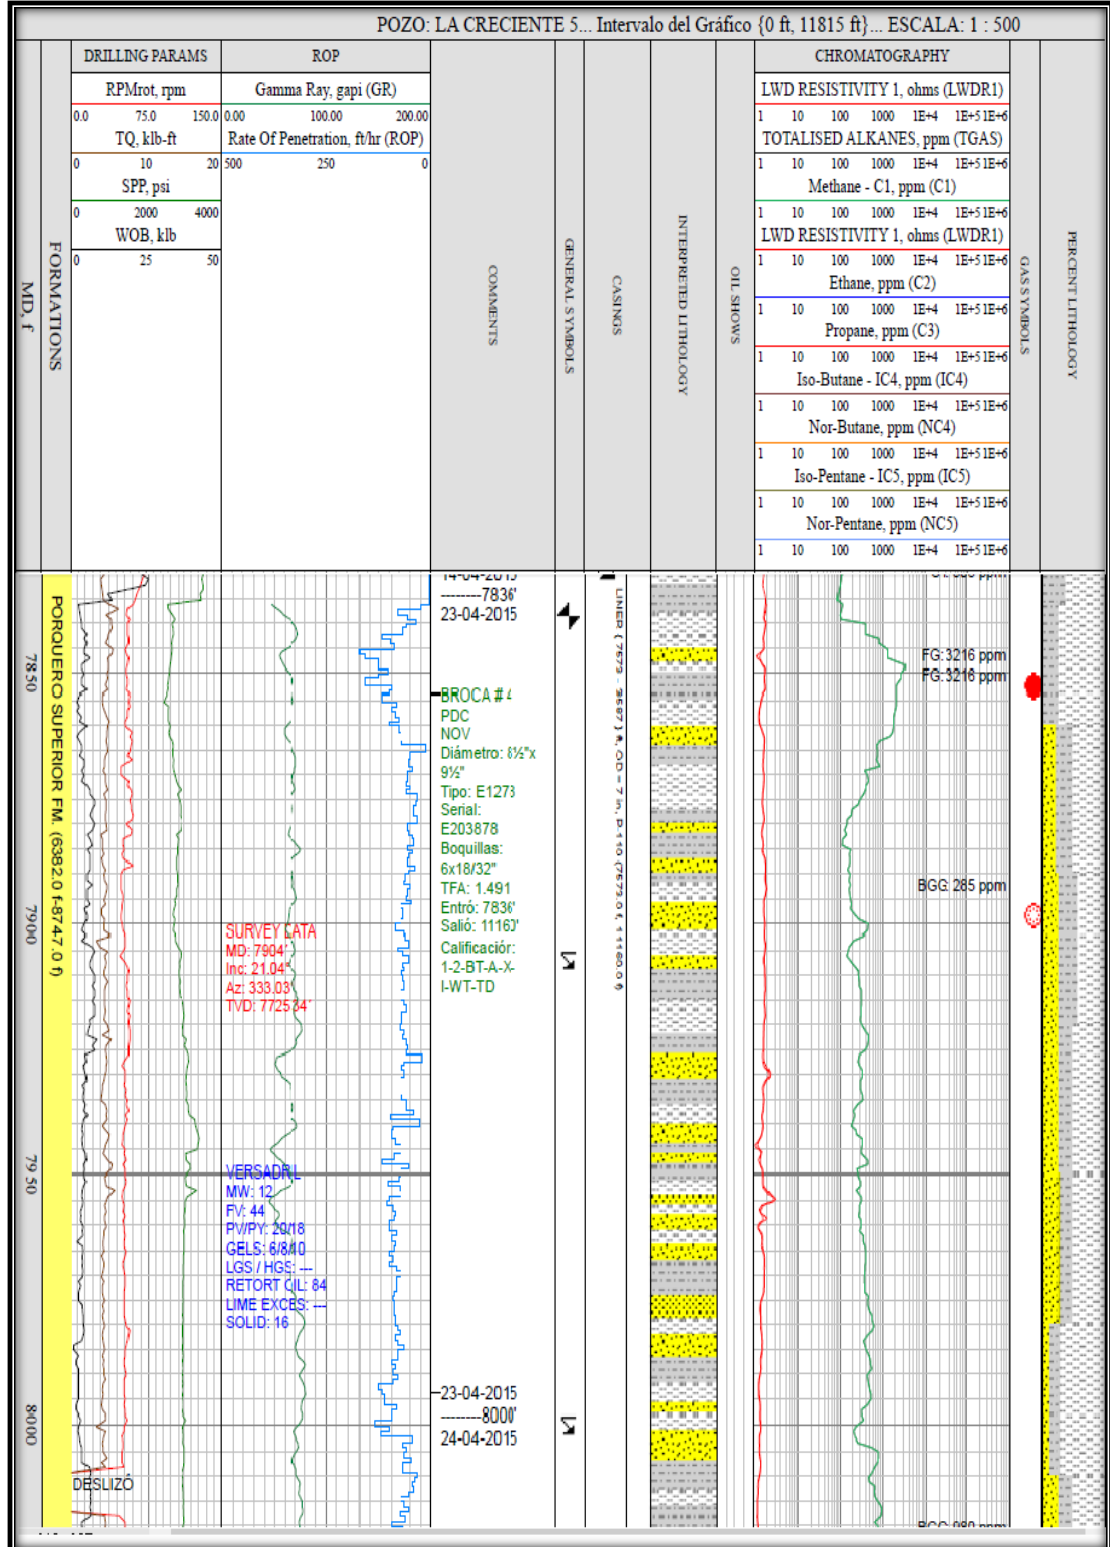 POZO: LA CRECIENTE 5... Intervalo del Gráfico {0 ft, 11815 ft}... ESCALA: 1 : 500
MD, f
FORMATIONS
DRILLING PARAMS
RPMrot, rpm
0.0 75.0 150.0
TQ, klb-ft
0 10 20
SPP, psi
0 2000 4000
WOB, klb
0 25 50
ROP
Gamma Ray, gapi (GR)
0.00 100.00 200.00
Rate Of Penetration, ft/hr (ROP)
500 250 0
COMMENTS
GENERAL SYMBOLS
CASINGS
INTERPRETED LITHOLOGY
OIL SHOWS
CHROMATOGRAPHY
LWD RESISTIVITY 1, ohms (LWDR1)
1 10 100 1000 1E+4 1E+5 1E+6
TOTALISED ALKANES, ppm (TGAS)
1 10 100 1000 1E+4 1E+5 1E+6
Methane - C1, ppm (C1)
1 10 100 1000 1E+4 1E+5 1E+6
LWD RESISTIVITY 1, ohms (LWDR1)
1 10 100 1000 1E+4 1E+5 1E+6
Ethane, ppm (C2)
1 10 100 1000 1E+4 1E+5 1E+6
Propane, ppm (C3)
1 10 100 1000 1E+4 1E+5 1E+6
Iso-Butane - IC4, ppm (IC4)
1 10 100 1000 1E+4 1E+5 1E+6
Nor-Butane, ppm (NC4)
1 10 100 1000 1E+4 1E+5 1E+6
Iso-Pentane - IC5, ppm (IC5)
1 10 100 1000 1E+4 1E+5 1E+6
Nor-Pentane, ppm (NC5)
1 10 100 1000 1E+4 1E+5 1E+6
GAS SYMBOLS
PERCENT LITHOLOGY
7850
7900
7950
8000
PORQUERO SUPERIOR FM. (6382.0 f-8747.0 f)
DESLIZÓ
SURVEY DATA
MD: 7904'
Inc: 21.04°
Az: 333.03°
TVD: 7725.34'
VERSADRIL
MW: 12
FV: 44
PV/PY: 20/18
GELS: 6/8/10
LGS / HGS: ---
RETORT OIL: 84
LIME EXCES: ---
SOLID: 16
14-04-2015
--------7836'
23-04-2015
BROCA # 4
PDC
NOV
Diámetro: 8½"x
9½"
Tipo: E1273
Serial:
E203878
Boquillas:
6x18/32"
TFA: 1.491
Entró: 7836'
Salió: 11160'
Calificación:
1-2-BT-A-X-
I-WT-TD
23-04-2015
--------8000'
24-04-2015
FG: 3216 ppm
FG: 3216 ppm
BGG: 285 ppm